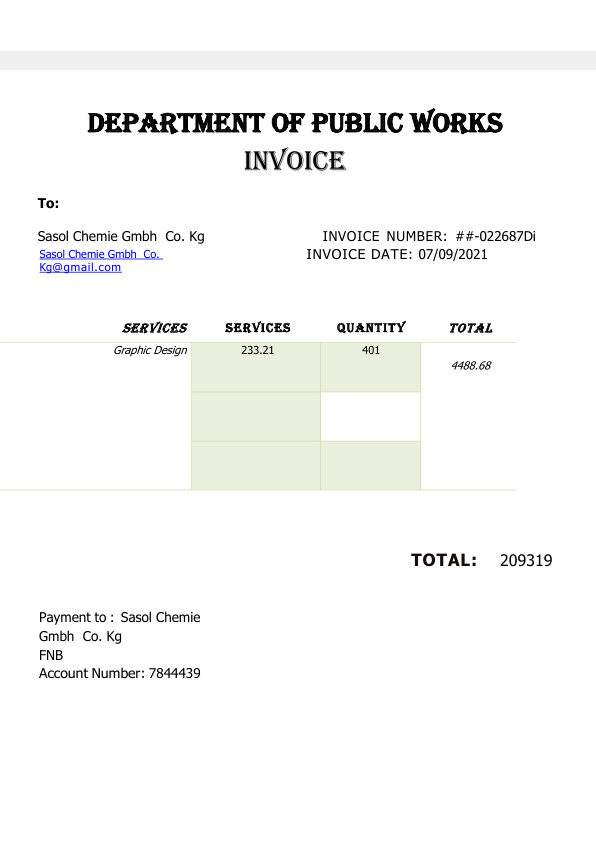 DEPARTMENT OF PUBLIC WORKS
INVOICE
To:
Sasol Chemie Gmbh Co. Kg INVOICE NUMBER: ##-022687Di
Sasol Chemie Gmbh Co. INVOICE DATE: 07/09/2021
Kg@gmail.com
SERVICES SERVICES QUANTITY TOTAL
Graphic Design 233.21 401
4488.68
TOTAL: 209319
Payment to : Sasol Chemie
Gmbh Co. Kg
FNB
Account Number: 7844439